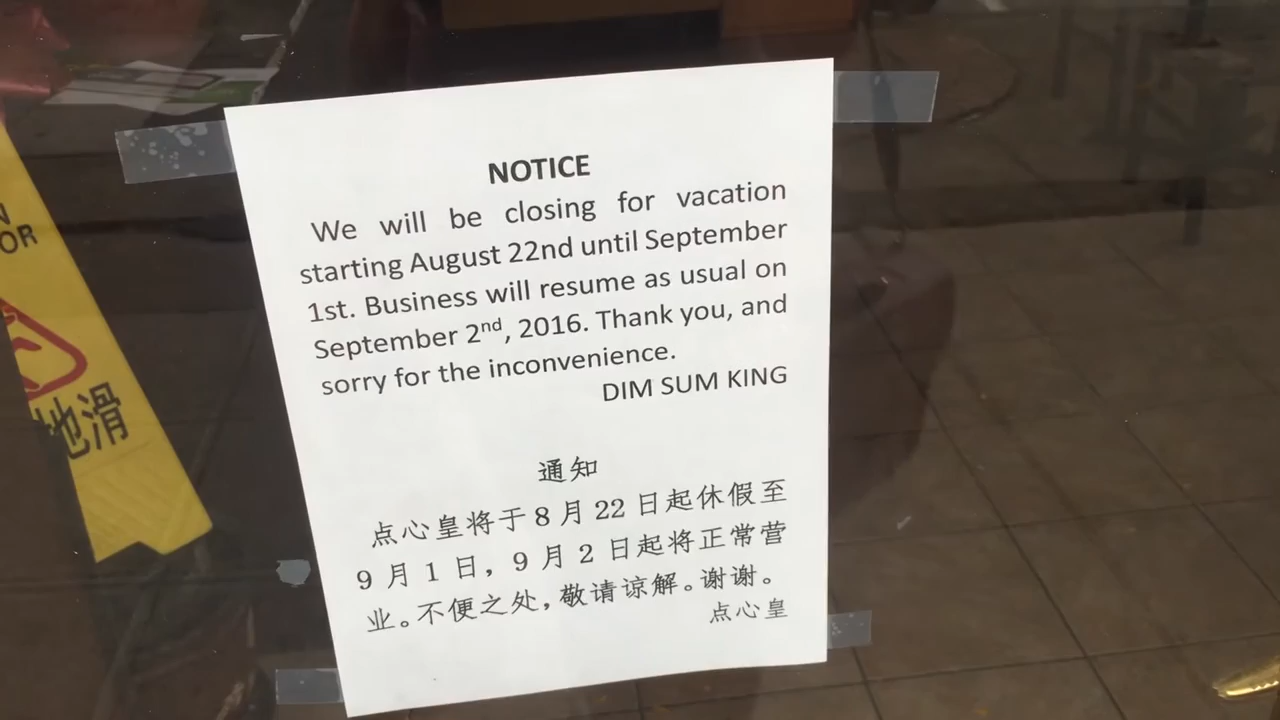 NOTICE
We will be closing for vacation
starting August 22nd until September
1st. Business will resume as usual on
September 2nd, 2016. Thank you, and
sorry for the inconvenience.
DIM SUM KING
通知
点心皇将于8月22日起休假至
9月1日，9月2日起将正常营
业。不便之处，敬请谅解。谢谢。
点心皇
OR
地滑